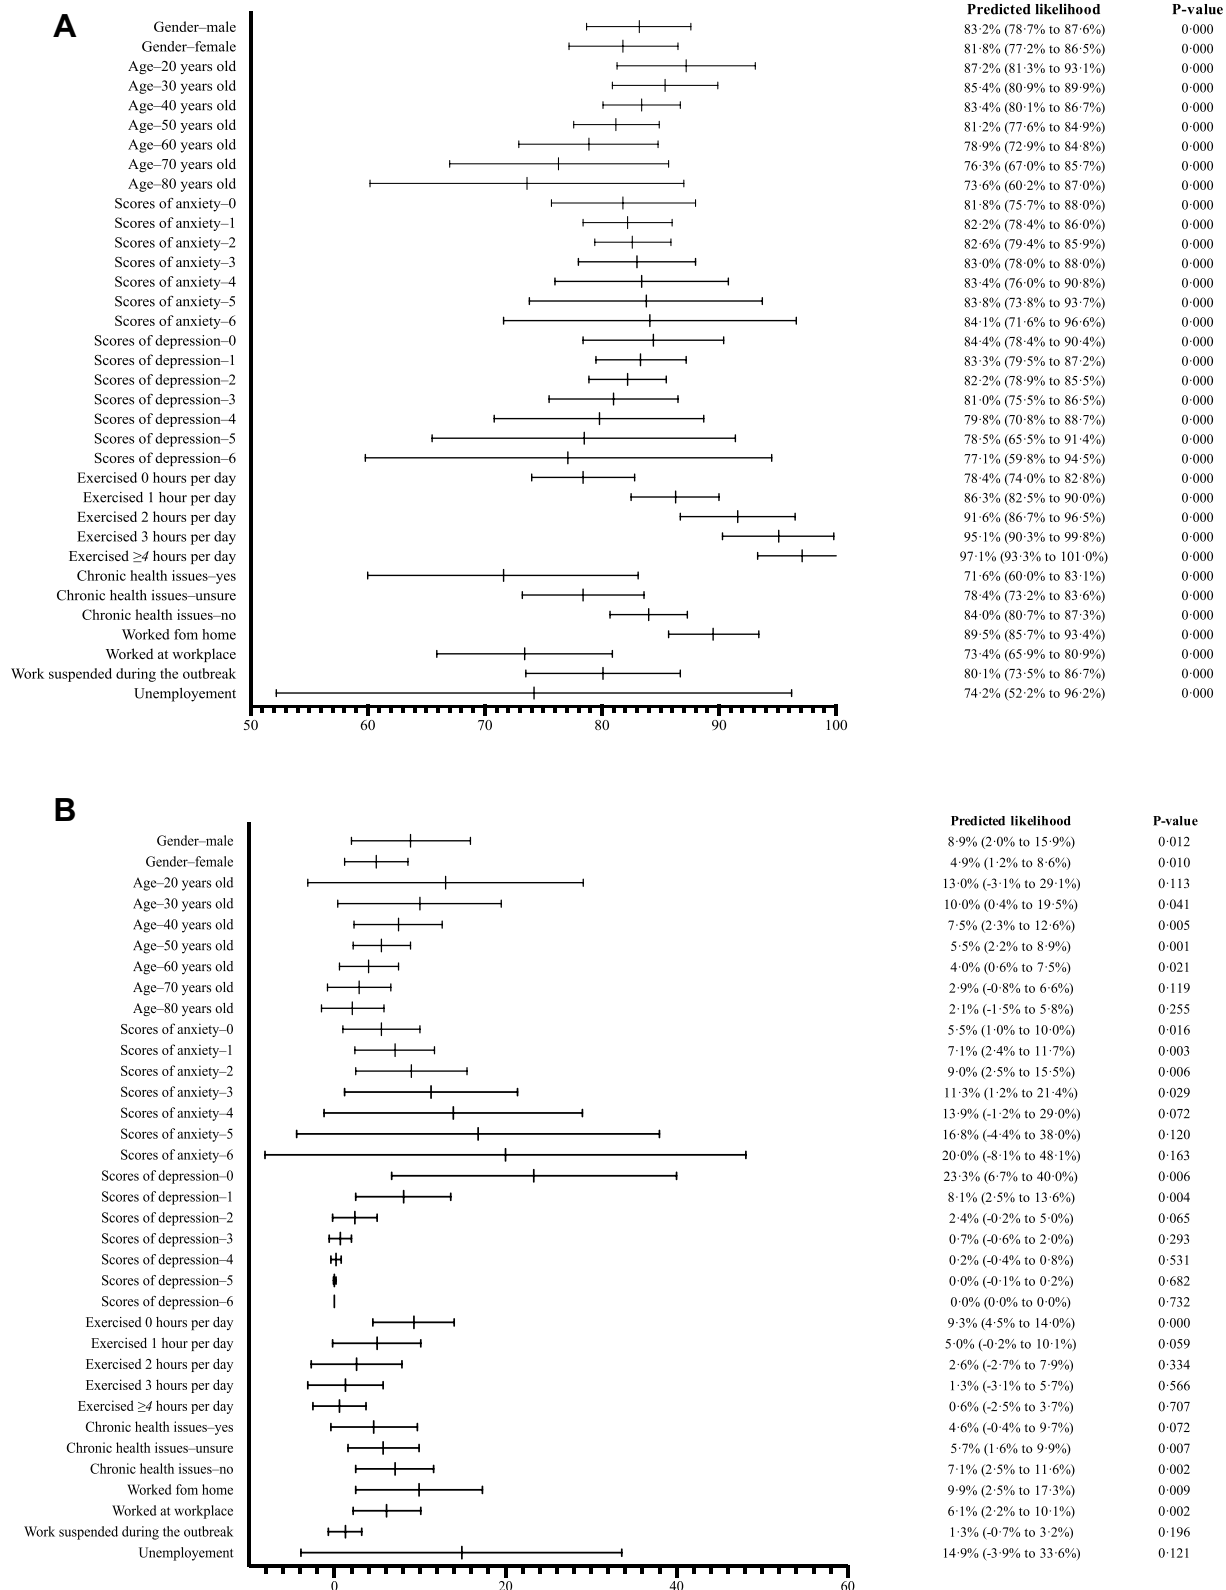 A
Predicted likelihood P-value
Gender–male 83·2% (78·7% to 87·6%) 0·000
Gender–female 81·8% (77·2% to 86·5%) 0·000
Age–20 years old 87·2% (81·3% to 93·1%) 0·000
Age–30 years old 85·4% (80·9% to 89·9%) 0·000
Age–40 years old 83·4% (80·1% to 86·7%) 0·000
Age–50 years old 81·2% (77·6% to 84·9%) 0·000
Age–60 years old 78·9% (72·9% to 84·8%) 0·000
Age–70 years old 76·3% (67·0% to 85·7%) 0·000
Age–80 years old 73·6% (60·2% to 87·0%) 0·000
Scores of anxiety–0 81·8% (75·7% to 88·0%) 0·000
Scores of anxiety–1 82·2% (78·4% to 86·0%) 0·000
Scores of anxiety–2 82·6% (79·4% to 85·9%) 0·000
Scores of anxiety–3 83·0% (78·0% to 88·0%) 0·000
Scores of anxiety–4 83·4% (76·0% to 90·8%) 0·000
Scores of anxiety–5 83·8% (73·8% to 93·7%) 0·000
Scores of anxiety–6 84·1% (71·6% to 96·6%) 0·000
Scores of depression–0 84·4% (78·4% to 90·4%) 0·000
Scores of depression–1 83·3% (79·5% to 87·2%) 0·000
Scores of depression–2 82·2% (78·9% to 85·5%) 0·000
Scores of depression–3 81·0% (75·5% to 86·5%) 0·000
Scores of depression–4 79·8% (70·8% to 88·7%) 0·000
Scores of depression–5 78·5% (65·5% to 91·4%) 0·000
Scores of depression–6 77·1% (59·8% to 94·5%) 0·000
Exercised 0 hours per day 78·4% (74·0% to 82·8%) 0·000
Exercised 1 hour per day 86·3% (82·5% to 90·0%) 0·000
Exercised 2 hours per day 91·6% (86·7% to 96·5%) 0·000
Exercised 3 hours per day 95·1% (90·3% to 99·8%) 0·000
Exercised ≥4 hours per day 97·1% (93·3% to 101·0%) 0·000
Chronic health issues–yes 71·6% (60·0% to 83·1%) 0·000
Chronic health issues–unsure 78·4% (73·2% to 83·6%) 0·000
Chronic health issues–no 84·0% (80·7% to 87·3%) 0·000
Worked fom home 89·5% (85·7% to 93·4%) 0·000
Worked at workplace 73·4% (65·9% to 80·9%) 0·000
Work suspended during the outbreak 80·1% (73·5% to 86·7%) 0·000
Unemployement 74·2% (52·2% to 96·2%) 0·000
50 60 70 80 90 100
B
Predicted likelihood P-value
Gender–male 8·9% (2·0% to 15·9%) 0·012
Gender–female 4·9% (1·2% to 8·6%) 0·010
Age–20 years old 13·0% (-3·1% to 29·1%) 0·113
Age–30 years old 10·0% (0·4% to 19·5%) 0·041
Age–40 years old 7·5% (2·3% to 12·6%) 0·005
Age–50 years old 5·5% (2·2% to 8·9%) 0·001
Age–60 years old 4·0% (0·6% to 7·5%) 0·021
Age–70 years old 2·9% (-0·8% to 6·6%) 0·119
Age–80 years old 2·1% (-1·5% to 5·8%) 0·255
Scores of anxiety–0 5·5% (1·0% to 10·0%) 0·016
Scores of anxiety–1 7·1% (2·4% to 11·7%) 0·003
Scores of anxiety–2 9·0% (2·5% to 15·5%) 0·006
Scores of anxiety–3 11·3% (1·2% to 21·4%) 0·029
Scores of anxiety–4 13·9% (-1·2% to 29·0%) 0·072
Scores of anxiety–5 16·8% (-4·4% to 38·0%) 0·120
Scores of anxiety–6 20·0% (-8·1% to 48·1%) 0·163
Scores of depression–0 23·3% (6·7% to 40·0%) 0·006
Scores of depression–1 8·1% (2·5% to 13·6%) 0·004
Scores of depression–2 2·4% (-0·2% to 5·0%) 0·065
Scores of depression–3 0·7% (-0·6% to 2·0%) 0·293
Scores of depression–4 0·2% (-0·4% to 0·8%) 0·531
Scores of depression–5 0·0% (-0·1% to 0·2%) 0·682
Scores of depression–6 0·0% (0·0% to 0·0%) 0·732
Exercised 0 hours per day 9·3% (4·5% to 14·0%) 0·000
Exercised 1 hour per day 5·0% (-0·2% to 10·1%) 0·059
Exercised 2 hours per day 2·6% (-2·7% to 7·9%) 0·334
Exercised 3 hours per day 1·3% (-3·1% to 5·7%) 0·566
Exercised ≥4 hours per day 0·6% (-2·5% to 3·7%) 0·707
Chronic health issues–yes 4·6% (-0·4% to 9·7%) 0·072
Chronic health issues–unsure 5·7% (1·6% to 9·9%) 0·007
Chronic health issues–no 7·1% (2·5% to 11·6%) 0·002
Worked fom home 9·9% (2·5% to 17·3%) 0·009
Worked at workplace 6·1% (2·2% to 10·1%) 0·002
Work suspended during the outbreak 1·3% (-0·7% to 3·2%) 0·196
Unemployement 14·9% (-3·9% to 33·6%) 0·121
0 20 40 60